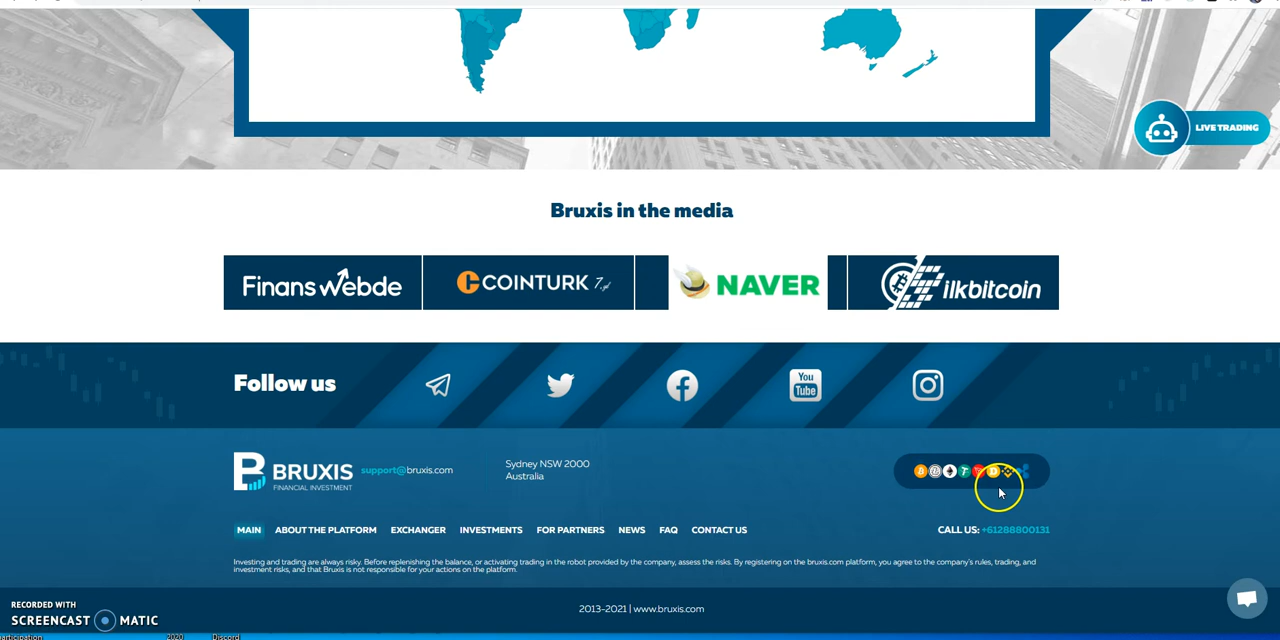 LIVE TRADING
Bruxis in the media
Finans Webde
COINTURK
NAVER
ilkbitcoin
Follow us
You
Tube
BRUXIS
FINANCIAL INVESTMENT
support@bruxis.com
Sydney NSW 2000
Australia
MAIN ABOUT THE PLATFORM EXCHANGER INVESTMENTS FOR PARTNERS NEWS FAQ CONTACT US
CALL US: +61288800131
Investing and trading are always risky. Before replenishing the balance, or activating trading in the robot provided by the company, assess the risks. By registering on the bruxis.com platform, you agree to the company's rules, trading, and
investment risks, and that Bruxis is not responsible for your actions on the platform.
2013-2021 | www.bruxis.com
RECORDED WITH
SCREENCAST MATIC
2020 Discord